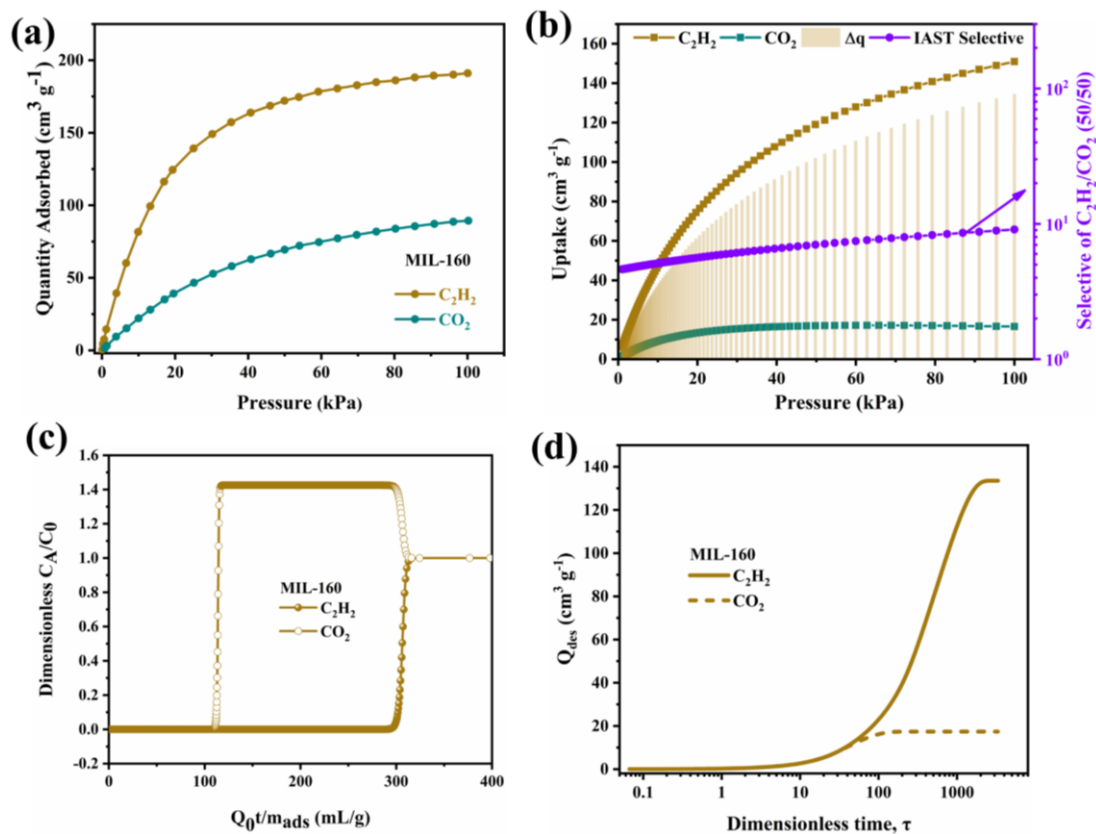 (a)
Quantity Adsorbed (cm³ g⁻¹)
200
150
100
50
0
MIL-160
C₂H₂
CO₂
0 20 40 60 80 100
Pressure (kPa)
(b)
C₂H₂ CO₂ Δq IAST Selective
Uptake (cm³ g⁻¹)
160
140
120
100
80
60
40
20
0
0 20 40 60 80 100
Pressure (kPa)
10²
10¹
10⁰
Selective of C₂H₂/CO₂ (50/50)
(c)
Dimensionless C_A/C₀
1.6
1.4
1.2
1.0
0.8
0.6
0.4
0.2
0.0
-0.2
MIL-160
C₂H₂
CO₂
0 100 200 300 400
Q₀t/m_ads (mL/g)
(d)
Q_des (cm³ g⁻¹)
140
120
100
80
60
40
20
0
MIL-160
C₂H₂
CO₂
0.1 1 10 100 1000
Dimensionless time, τ